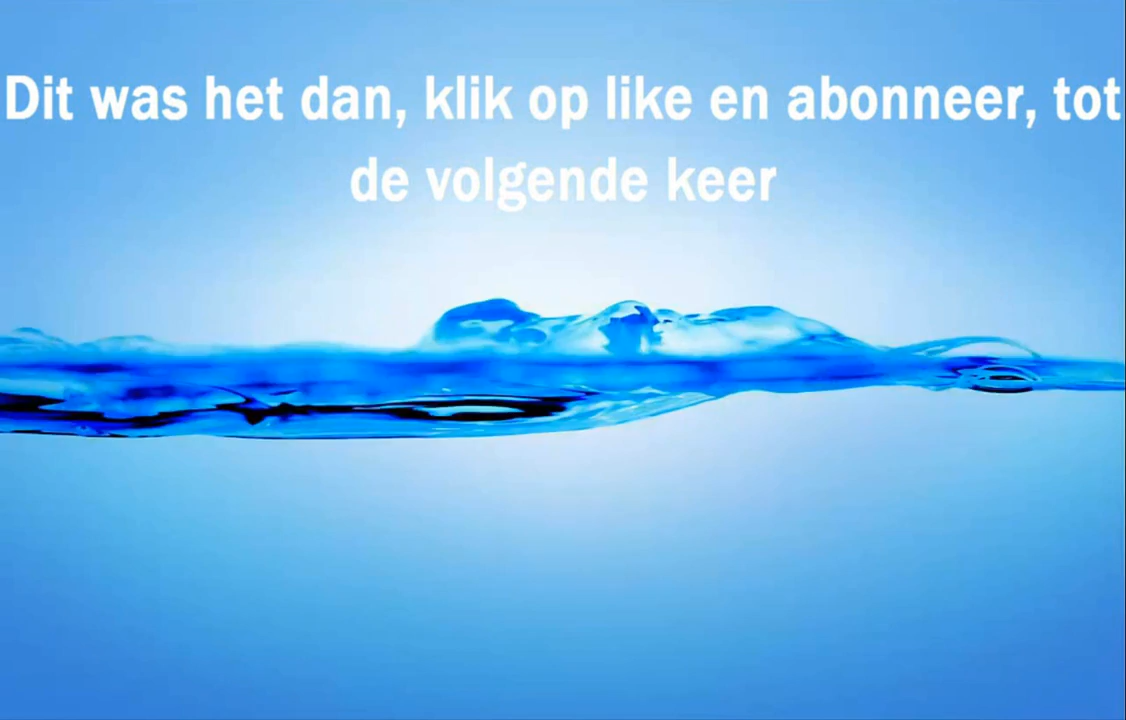 Dit was het dan, klik op like en abonneer, tot
de volgende keer